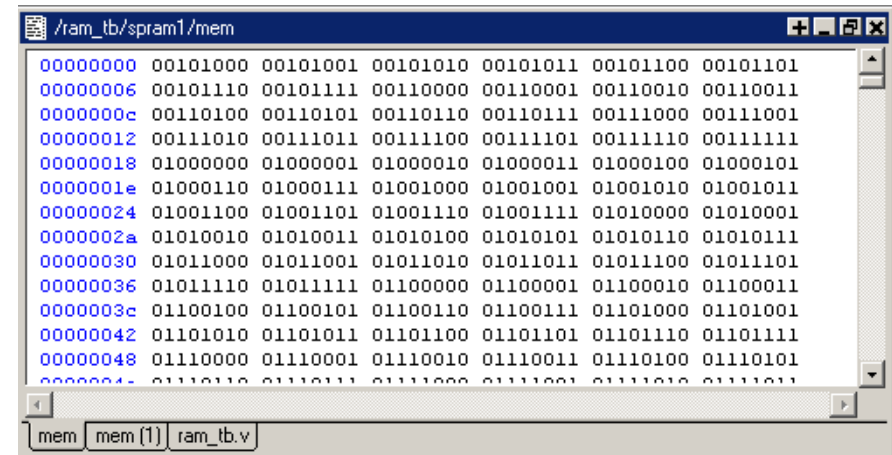 /ram_tb/spram1/mem
00000000 00101000 00101001 00101010 00101011 00101100 00101101
00000006 00101110 00101111 00110000 00110001 00110010 00110011
0000000c 00110100 00110101 00110110 00110111 00111000 00111001
00000012 00111010 00111011 00111100 00111101 00111110 00111111
00000018 01000000 01000001 01000010 01000011 01000100 01000101
0000001e 01000110 01000111 01001000 01001001 01001010 01001011
00000024 01001100 01001101 01001110 01001111 01010000 01010001
0000002a 01010010 01010011 01010100 01010101 01010110 01010111
00000030 01011000 01011001 01011010 01011011 01011100 01011101
00000036 01011110 01011111 01100000 01100001 01100010 01100011
0000003c 01100100 01100101 01100110 01100111 01101000 01101001
00000042 01101010 01101011 01101100 01101101 01101110 01101111
00000048 01110000 01110001 01110010 01110011 01110100 01110101
mem mem (1) ram_tb.v